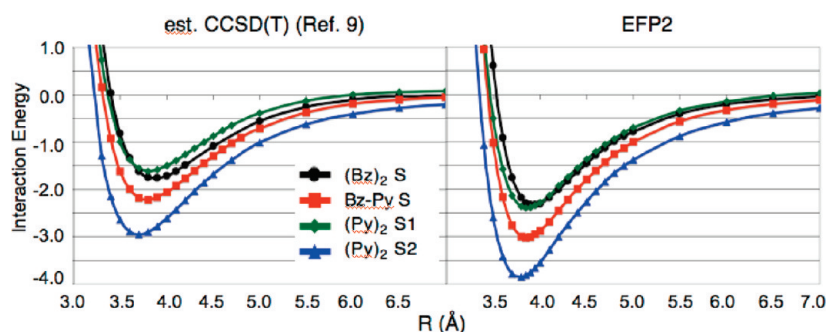 est. CCSD(T) (Ref. 9)
EFP2
Interaction Energy
0.0
-1.0
-2.0
-3.0
-4.0
(Bz)₂ S
Bz-Py S
(Py)₂ S1
(Py)₂ S2
3.0 3.5 4.0 4.5 5.0 5.5 6.0 6.5
3.5 4.0 4.5 5.0 5.5 6.0 6.5 7.0
R (Å)